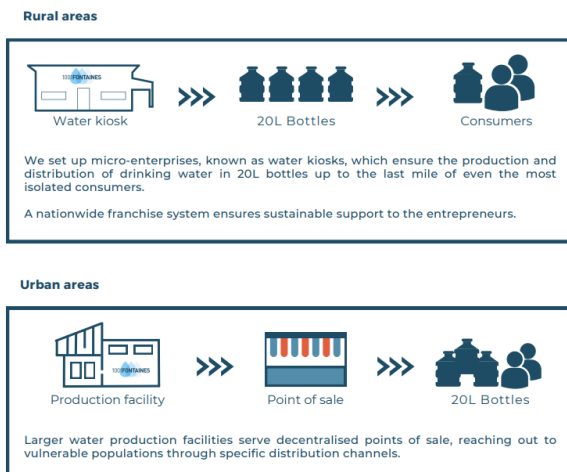 Rural areas
1001FONTAINES
Water kiosk
20L Bottles
Consumers
We set up micro-enterprises, known as water kiosks, which ensure the production and
distribution of drinking water in 20L bottles up to the last mile of even the most
isolated consumers.
A nationwide franchise system ensures sustainable support to the entrepreneurs.
Urban areas
1001FONTAINES
Production facility
Point of sale
20L Bottles
Larger water production facilities serve decentralised points of sale, reaching out to
vulnerable populations through specific distribution channels.